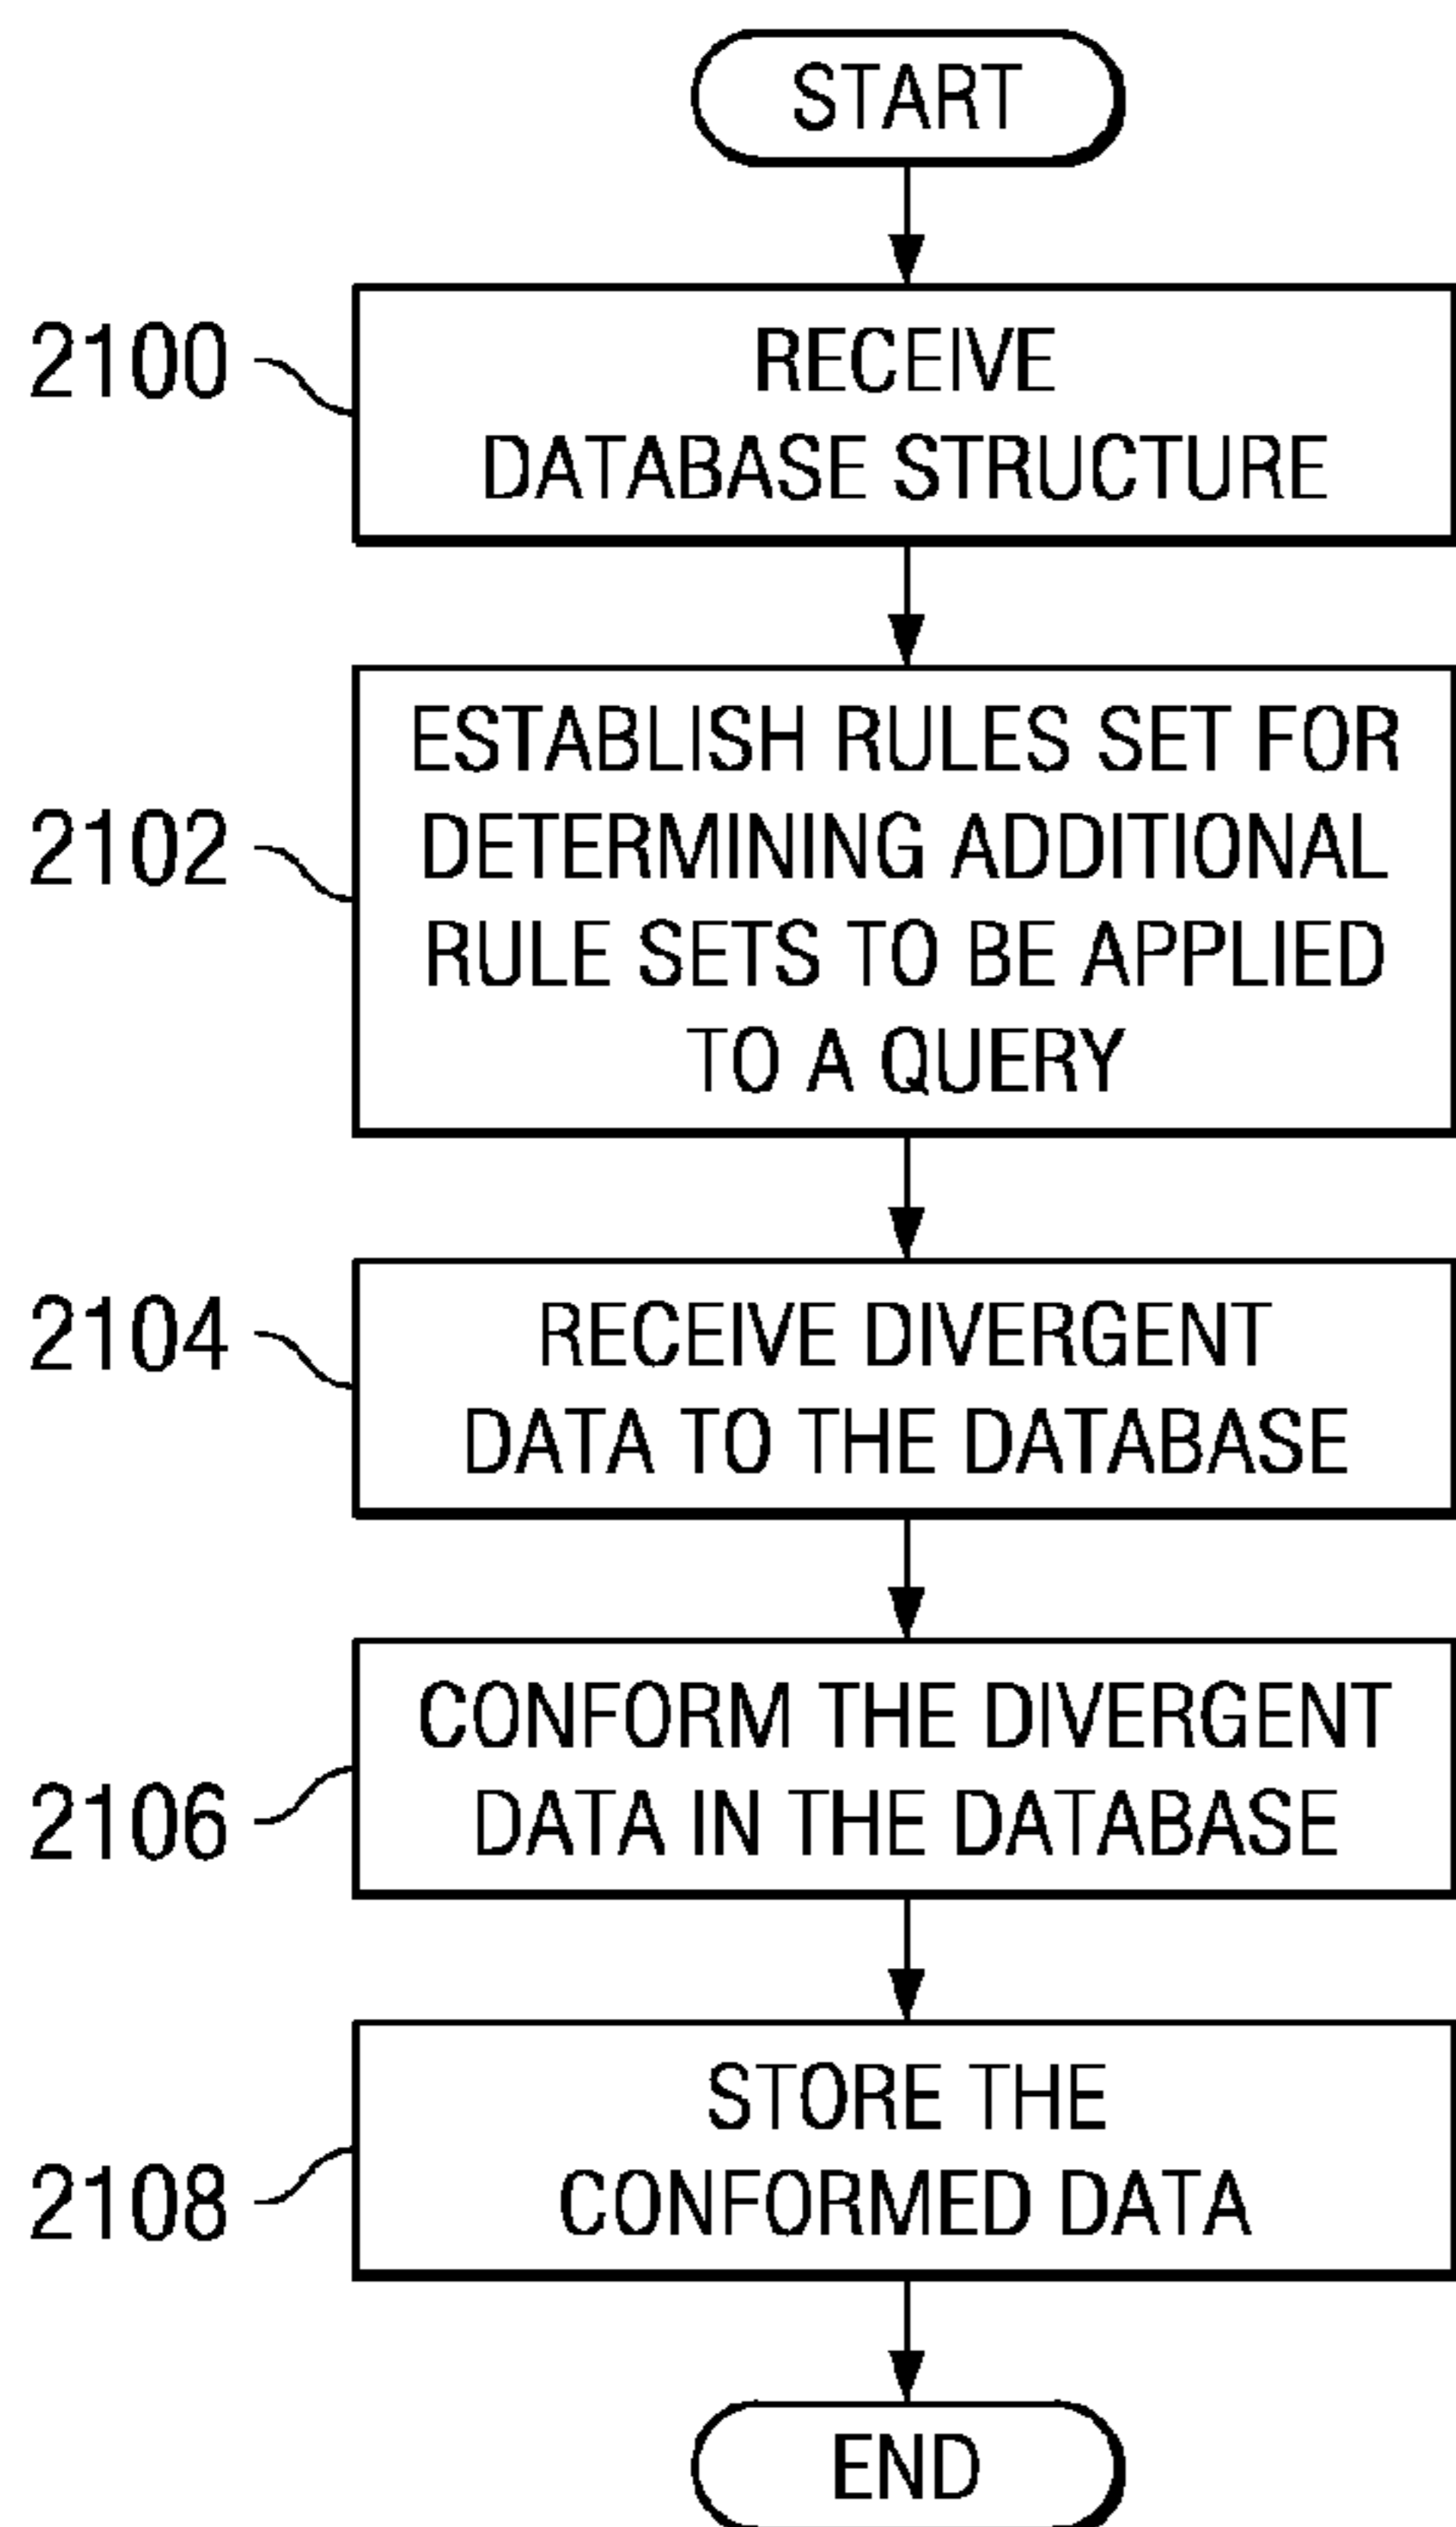 START
2100
RECEIVE
DATABASE STRUCTURE
2102
ESTABLISH RULES SET FOR
DETERMINING ADDITIONAL
RULE SETS TO BE APPLIED
TO A QUERY
2104
RECEIVE DIVERGENT
DATA TO THE DATABASE
2106
CONFORM THE DIVERGENT
DATA IN THE DATABASE
2108
STORE THE
CONFORMED DATA
END